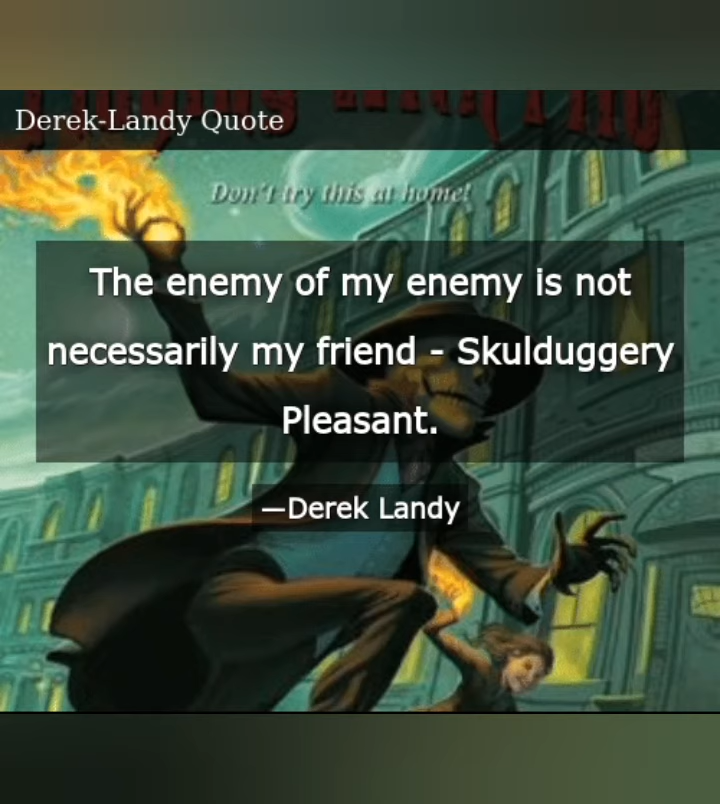 Derek-Landy Quote
Don't try this at home!
The enemy of my enemy is not
necessarily my friend - Skulduggery
Pleasant.
—Derek Landy